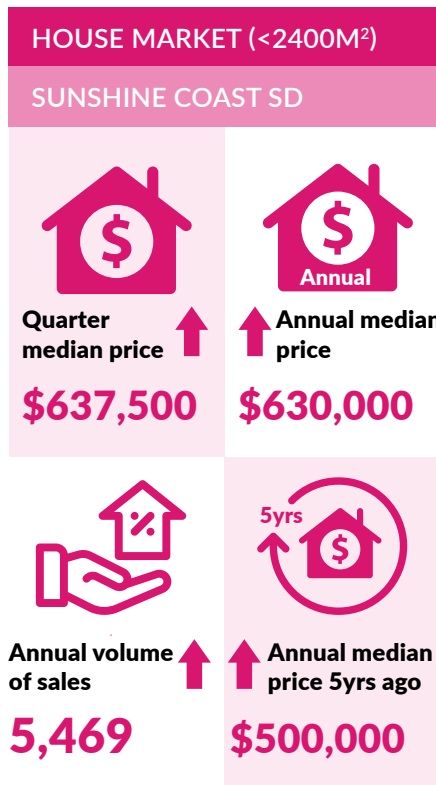 HOUSE MARKET (<2400M²)
SUNSHINE COAST SD
$
$
Annual
Quarter
median price
Annual median
price
$637,500
$630,000
%
5yrs
$
Annual volume
of sales
Annual median
price 5yrs ago
5,469
$500,000